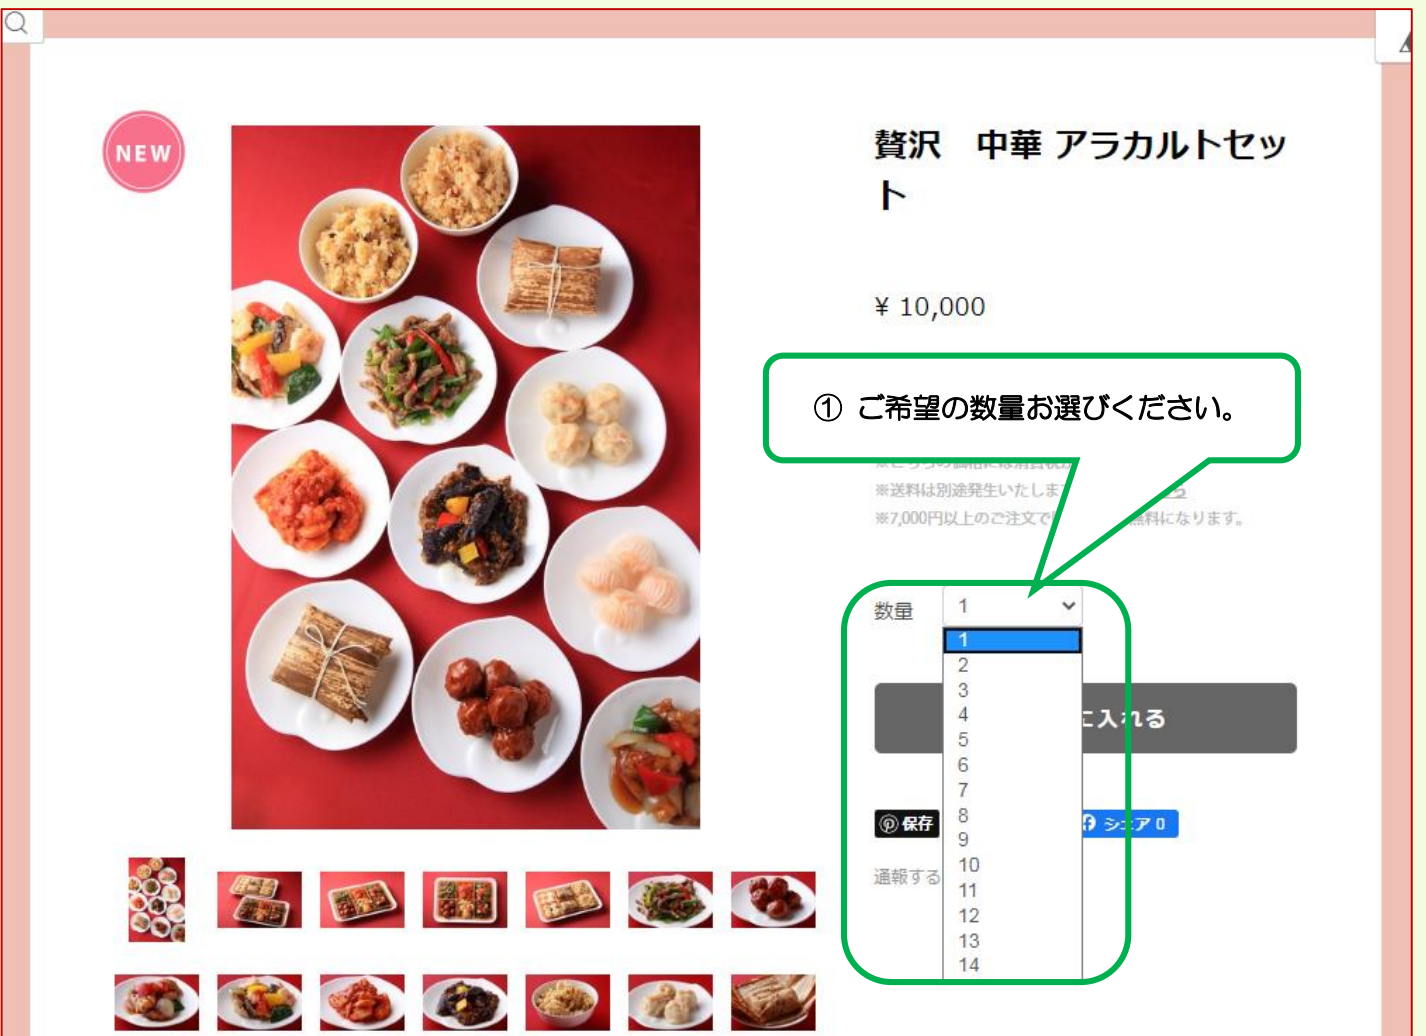 NEW
贅沢　中華 アラカルトセッ
ト
¥ 10,000
① ご希望の数量お選びください。
※送料は別途発生いたしま
※7,000円以上のご注文で
無料になります。
数量
1
1
2
3
4
5
6
7
8
9
10
11
12
13
14
に入れる
保存
シェア 0
通報する